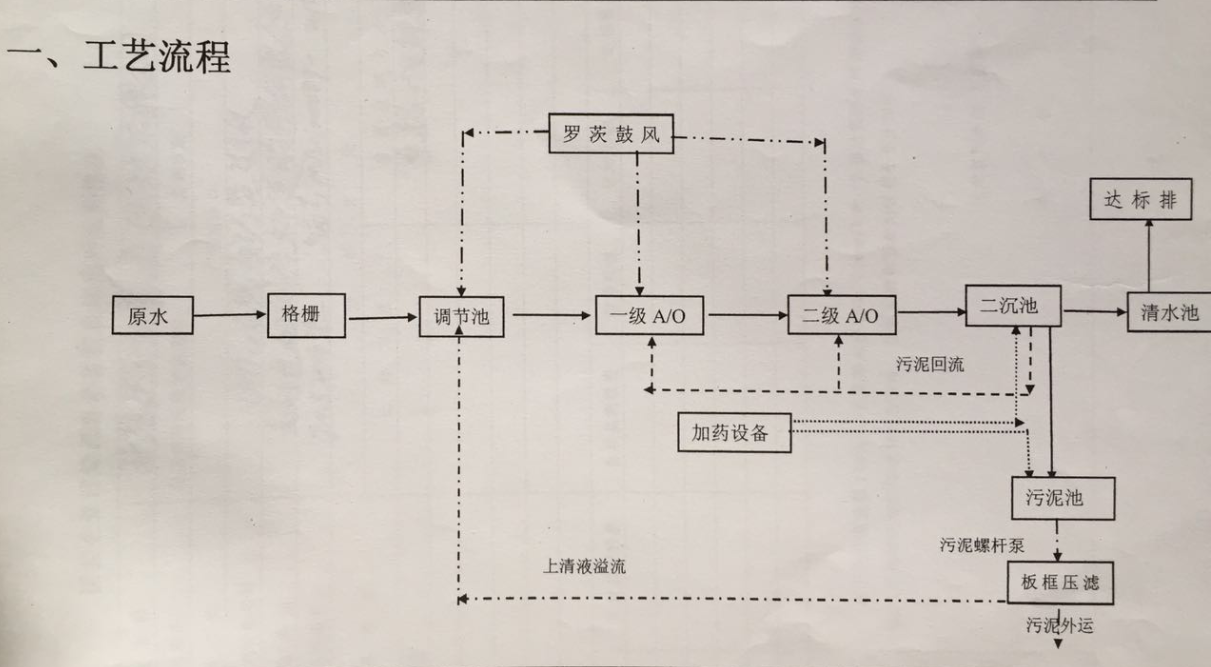 一、工艺流程
罗茨鼓风
达标排
原水
格栅
调节池
一级 A/O
二级 A/O
二沉池
清水池
污泥回流
加药设备
污泥池
污泥螺杆泵
上清液溢流
板框压滤
污泥外运